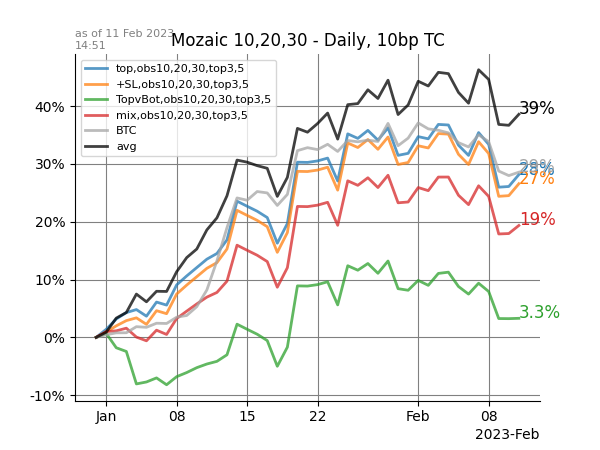 as of 11 Feb 2023
14:51
Mozaic 10,20,30 - Daily, 10bp TC
top,obs10,20,30,top3,5
+SL,obs10,20,30,top3,5
TopvBot,obs10,20,30,top3,5
mix,obs10,20,30,top3,5
BTC
avg
40%
30%
20%
10%
0%
-10%
39%
27%
19%
3.3%
Jan
08
15
22
Feb
08
2023-Feb